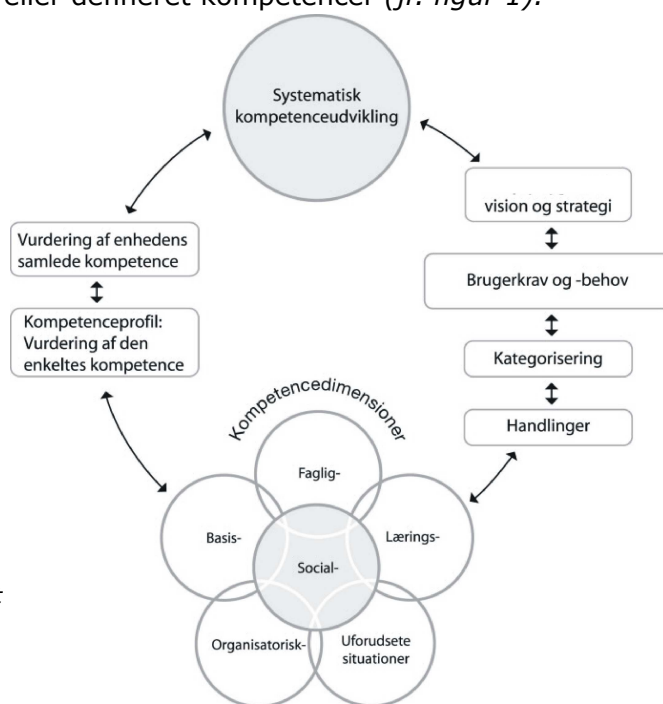 eller defineret kompetencer (jf. figur 1).
Systematisk
kompetenceudvikling
vision og strategi
Vurdering af enhedens
samlede kompetence
Brugerkrav og -behov
Kompetenceprofil:
Vurdering af den
enkeltes kompetence
Kategorisering
Handlinger
Kompetencedimensioner
Faglig-
Basis-
Lærings-
Social-
Organisatorisk-
Uforudsete
situationer